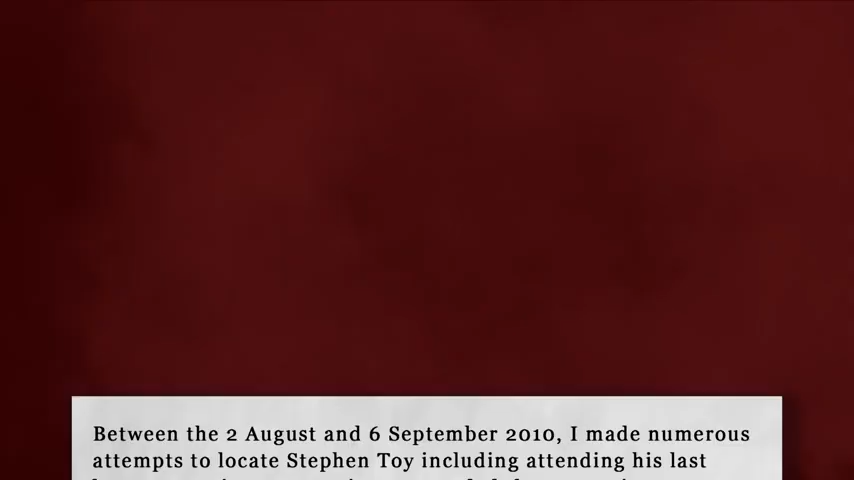 Between the 2 August and 6 September 2010, I made numerous
attempts to locate Stephen Toy including attending his last